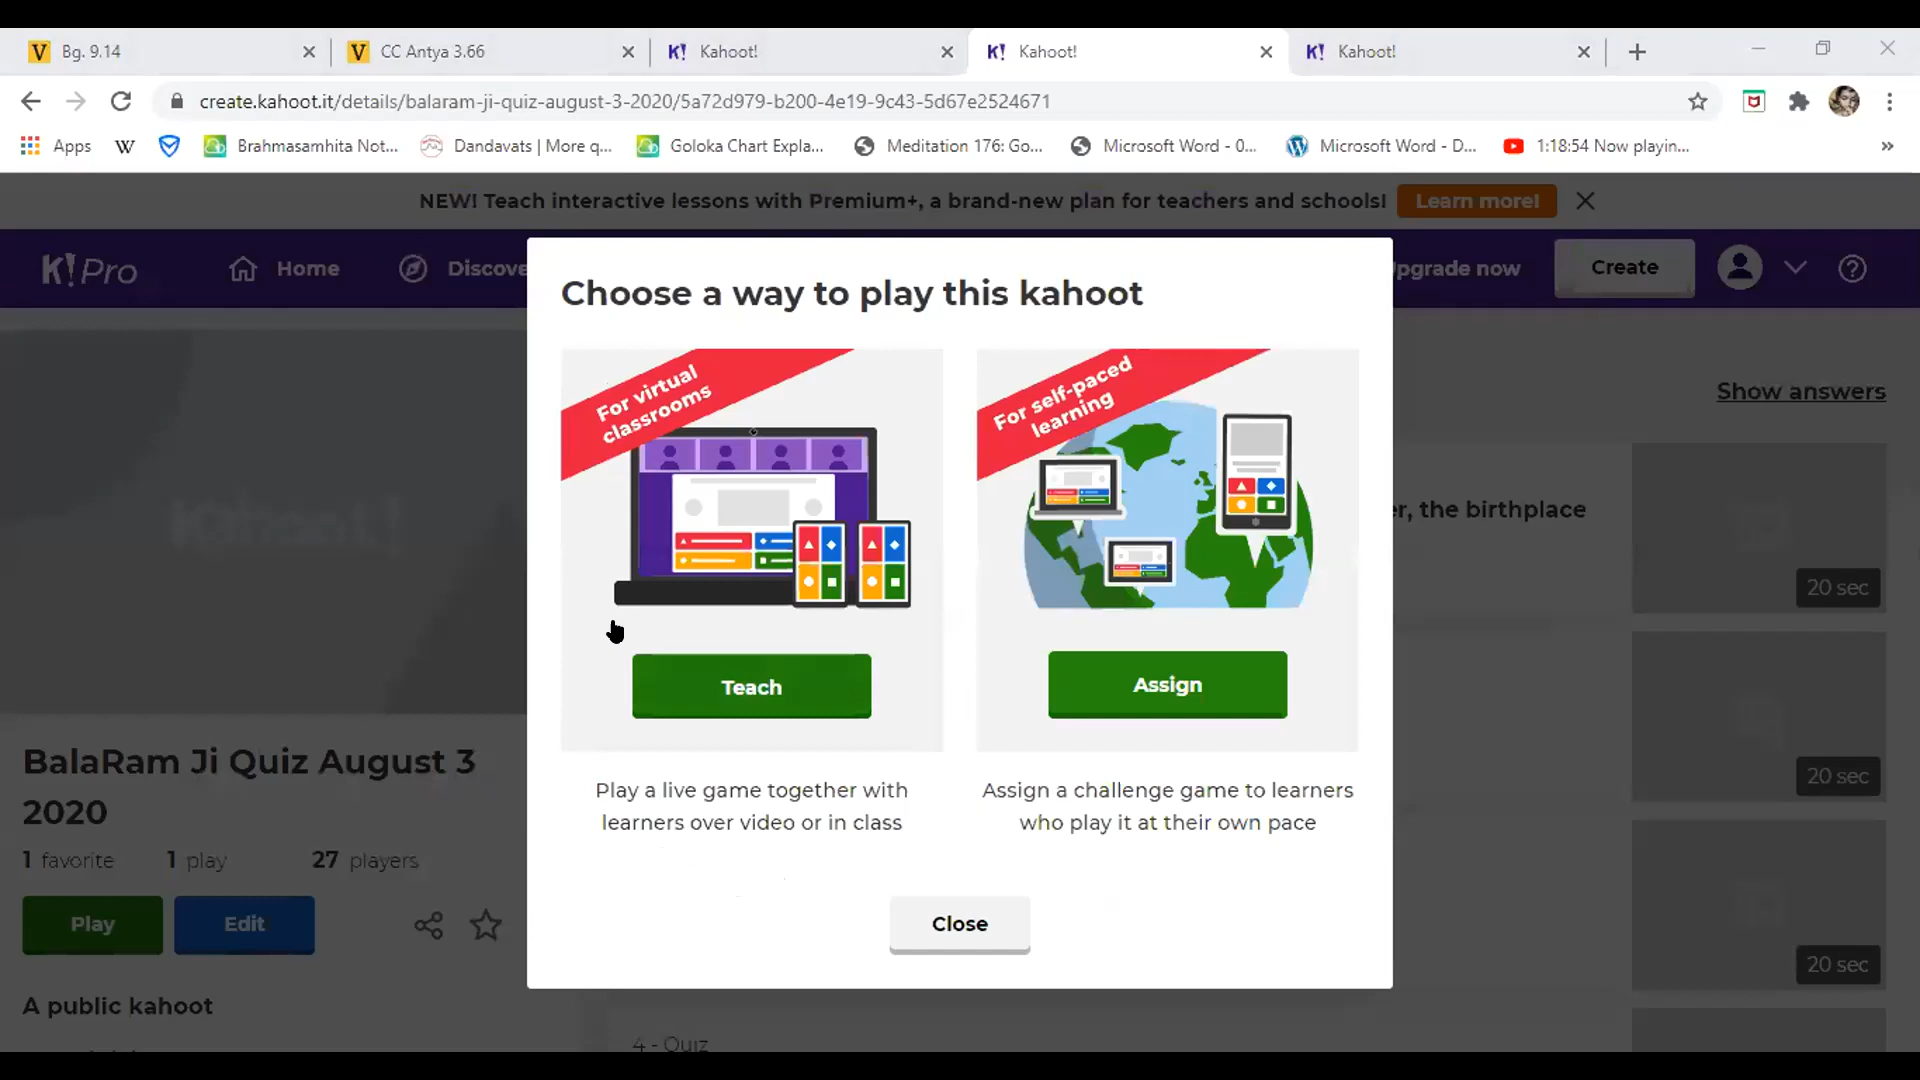 Bg. 9.14
CC Antya 3.66
K! Kahoot!
K! Kahoot!
K! Kahoot!
create.kahoot.it/details/balaram-ji-quiz-august-3-2020/5a72d979-b200-4e19-9c43-5d67e2524671
Apps
W
Brahmasamhita Not...
Dandavats | More q...
Goloka Chart Expla...
Meditation 176: Go...
Microsoft Word - 0...
Microsoft Word - D...
1:18:54 Now playin...
»
NEW! Teach interactive lessons with Premium+, a brand-new plan for teachers and schools!
Learn more!
K! Pro
Home
Discove
pgrade now
Create
Choose a way to play this kahoot
For virtual
classrooms
For self-paced
learning
Show answers
Kahoot!
er, the birthplace
20 sec
Teach
Assign
BalaRam Ji Quiz August 3
2020
20 sec
Play a live game together with
learners over video or in class
Assign a challenge game to learners
who play it at their own pace
1 favorite
1 play
27 players
Play
Edit
Close
20 sec
A public kahoot
4 - Quiz